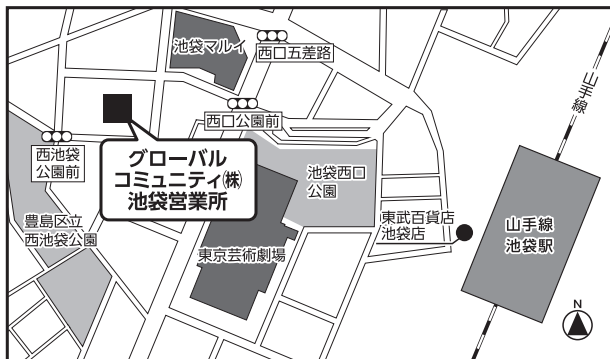 池袋マルイ
西口五差路
山手線
西口公園前
西池袋
公園前
グローバル
コミュニティ㈱
池袋営業所
池袋西口
公園
豊島区立
西池袋公園
東京芸術劇場
東武百貨店
池袋店
山手線
池袋駅
N